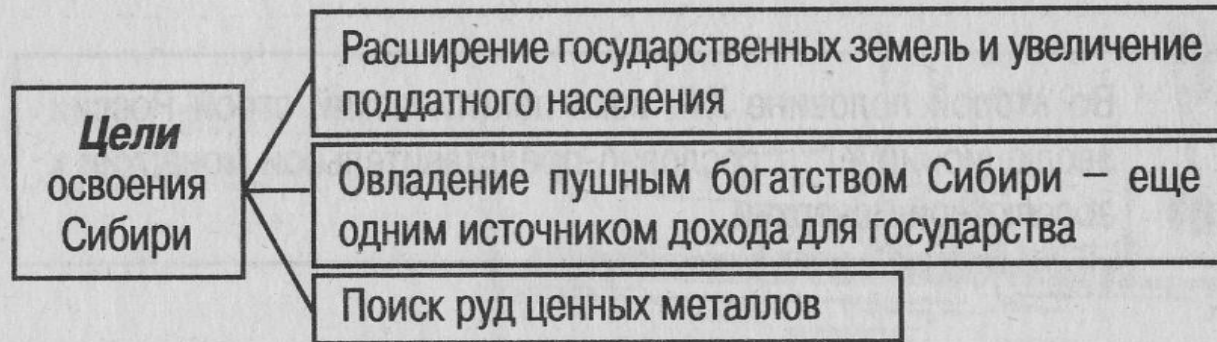 Цели
освоения
Сибири
Расширение государственных земель и увеличение
поддатного населения
Овладение пушным богатством Сибири – еще
одним источником дохода для государства
Поиск руд ценных металлов